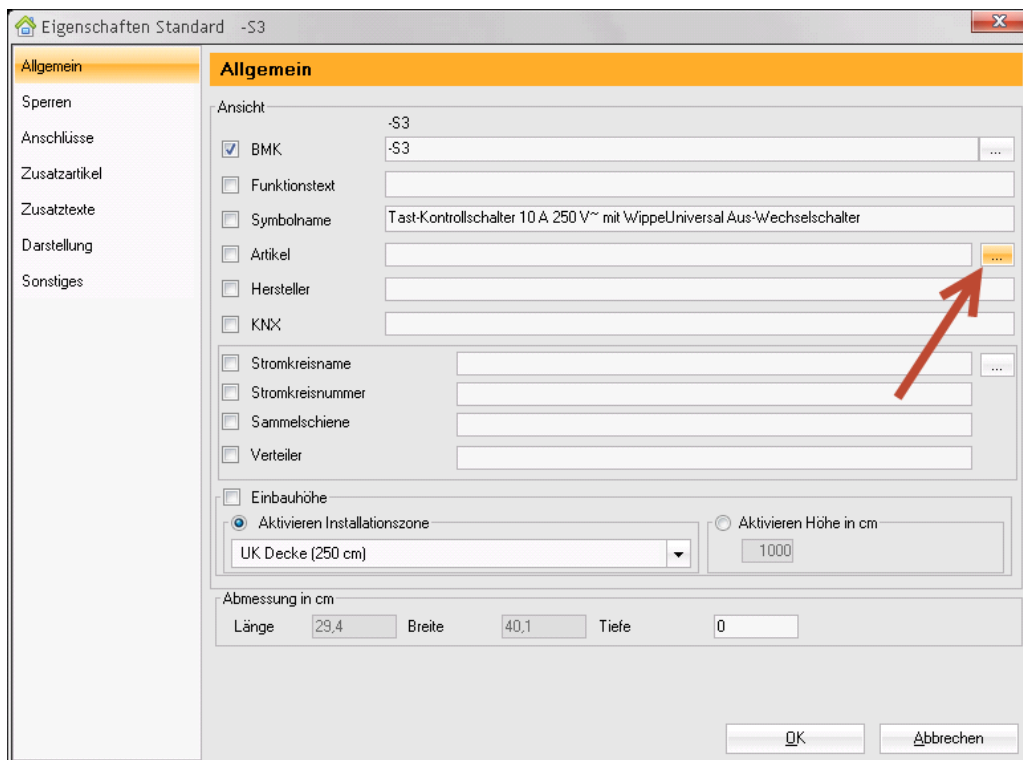 Eigenschaften Standard -S3
x
Allgemein
Sperren
Anschlüsse
Zusatzartikel
Zusatztexte
Darstellung
Sonstiges
Allgemein
Ansicht
-S3
BMK
-S3
...
Funktionstext
Symbolname
Tast-Kontrollschalter 10 A 250 V~ mit WippeUniversal Aus-Wechselschalter
Artikel
...
Hersteller
KNX
Stromkreisname
...
Stromkreisnummer
Sammelschiene
Verteiler
Einbauhöhe
Aktivieren Installationszone
UK Decke (250 cm)
Aktivieren Höhe in cm
1000
Abmessung in cm
Länge 29,4 Breite 40,1 Tiefe 0
OK Abbrechen